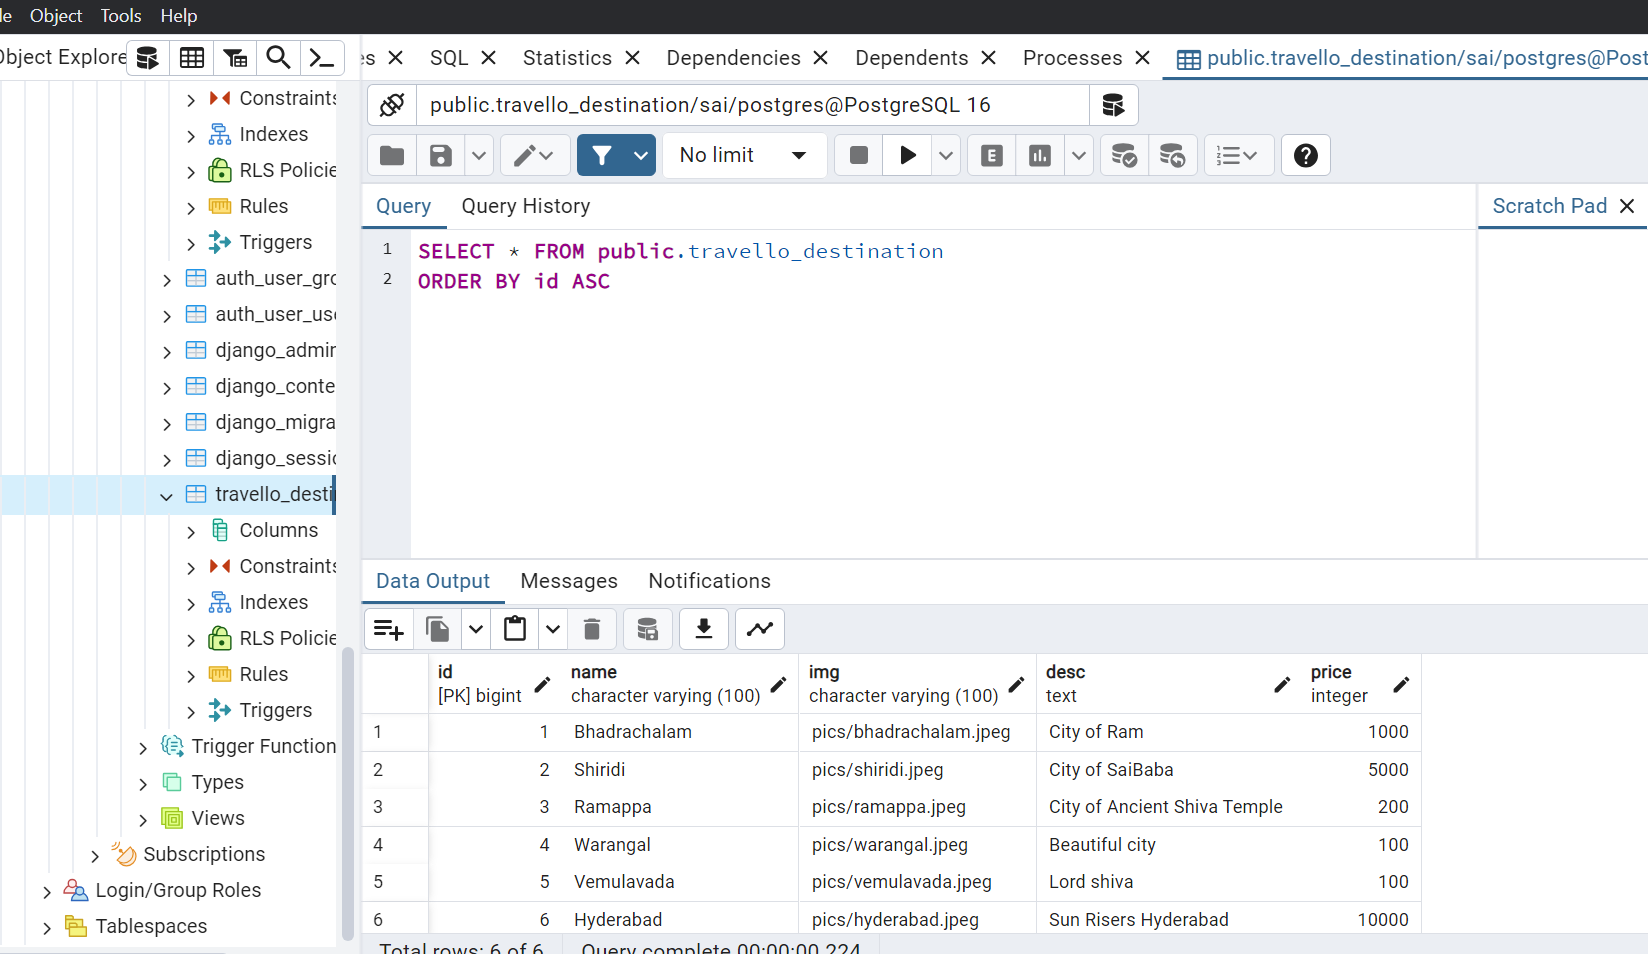 le Object Tools Help
Object Explore
es SQL Statistics Dependencies Dependents Processes public.travello_destination/sai/postgres@Post
public.travello_destination/sai/postgres@PostgreSQL 16
No limit
E
Query Query History
Scratch Pad
1 SELECT * FROM public.travello_destination
2 ORDER BY id ASC
Constraints
Indexes
RLS Policie
Rules
Triggers
auth_user_gro
auth_user_use
django_admin
django_conte
django_migra
django_sessio
travello_desti
Columns
Constraints
Indexes
RLS Policie
Rules
Triggers
Trigger Function
Types
Views
Subscriptions
Login/Group Roles
Tablespaces
Data Output Messages Notifications
id name img desc price
[PK] bigint character varying (100) character varying (100) text integer
1 1 Bhadrachalam pics/bhadrachalam.jpeg City of Ram 1000
2 2 Shiridi pics/shiridi.jpeg City of SaiBaba 5000
3 3 Ramappa pics/ramappa.jpeg City of Ancient Shiva Temple 200
4 4 Warangal pics/warangal.jpeg Beautiful city 100
5 5 Vemulavada pics/vemulavada.jpeg Lord shiva 100
6 6 Hyderabad pics/hyderabad.jpeg Sun Risers Hyderabad 10000
Total rows: 6 of 6 Query complete 00:00:00.224